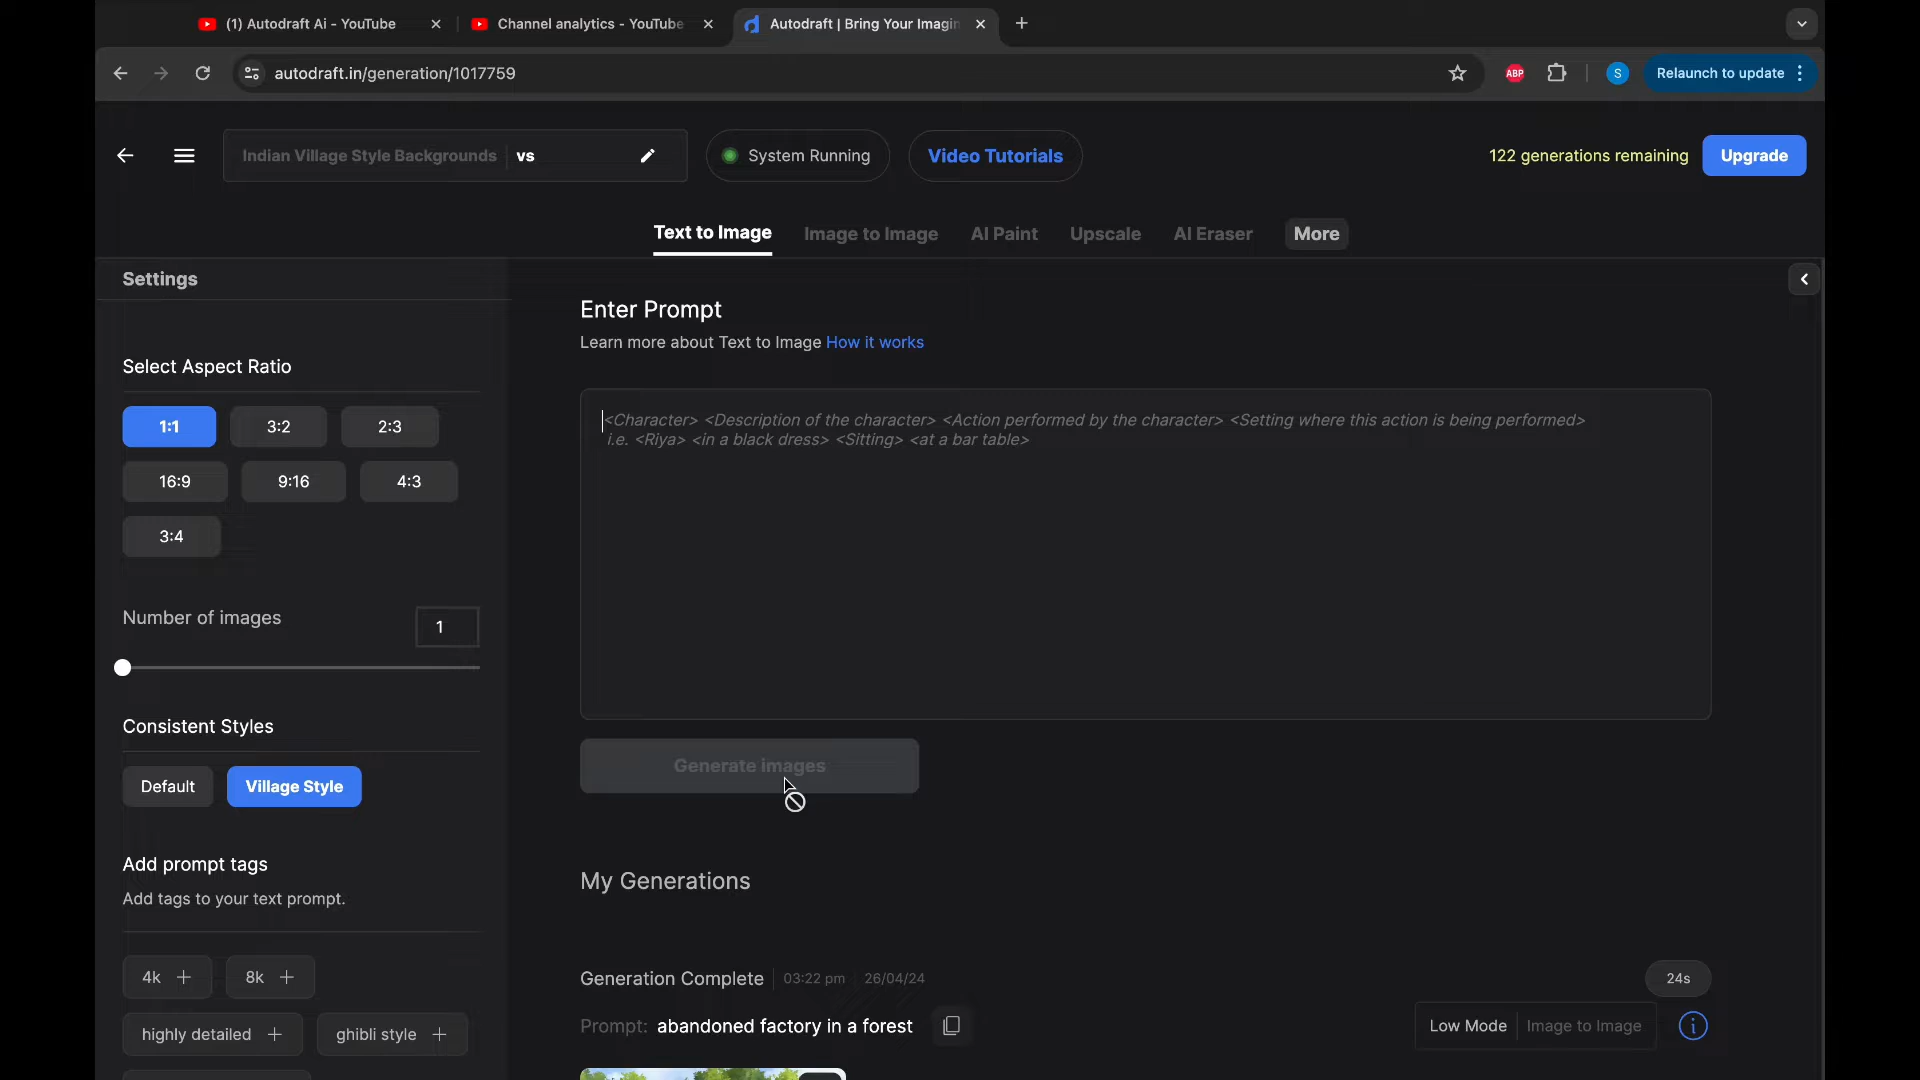 (1) Autodraft Ai - YouTube
Channel analytics - YouTube
Autodraft | Bring Your Imagin
autodraft.in/generation/1017759
ABP
S
Relaunch to update
Indian Village Style Backgrounds vs
System Running
Video Tutorials
122 generations remaining
Upgrade
Text to Image
Image to Image
AI Paint
Upscale
AI Eraser
More
Settings
Select Aspect Ratio
1:1
3:2
2:3
16:9
9:16
4:3
3:4
Number of images
1
Consistent Styles
Default
Village Style
Add prompt tags
Add tags to your text prompt.
4k +
8k +
highly detailed +
ghibli style +
Enter Prompt
Learn more about Text to Image How it works
<Character> <Description of the character> <Action performed by the character> <Setting where this action is being performed>
i.e. <Riya> <in a black dress> <Sitting> <at a bar table>
Generate images
My Generations
Generation Complete 03:22 pm 26/04/24
24s
Prompt: abandoned factory in a forest
Low Mode
Image to Image